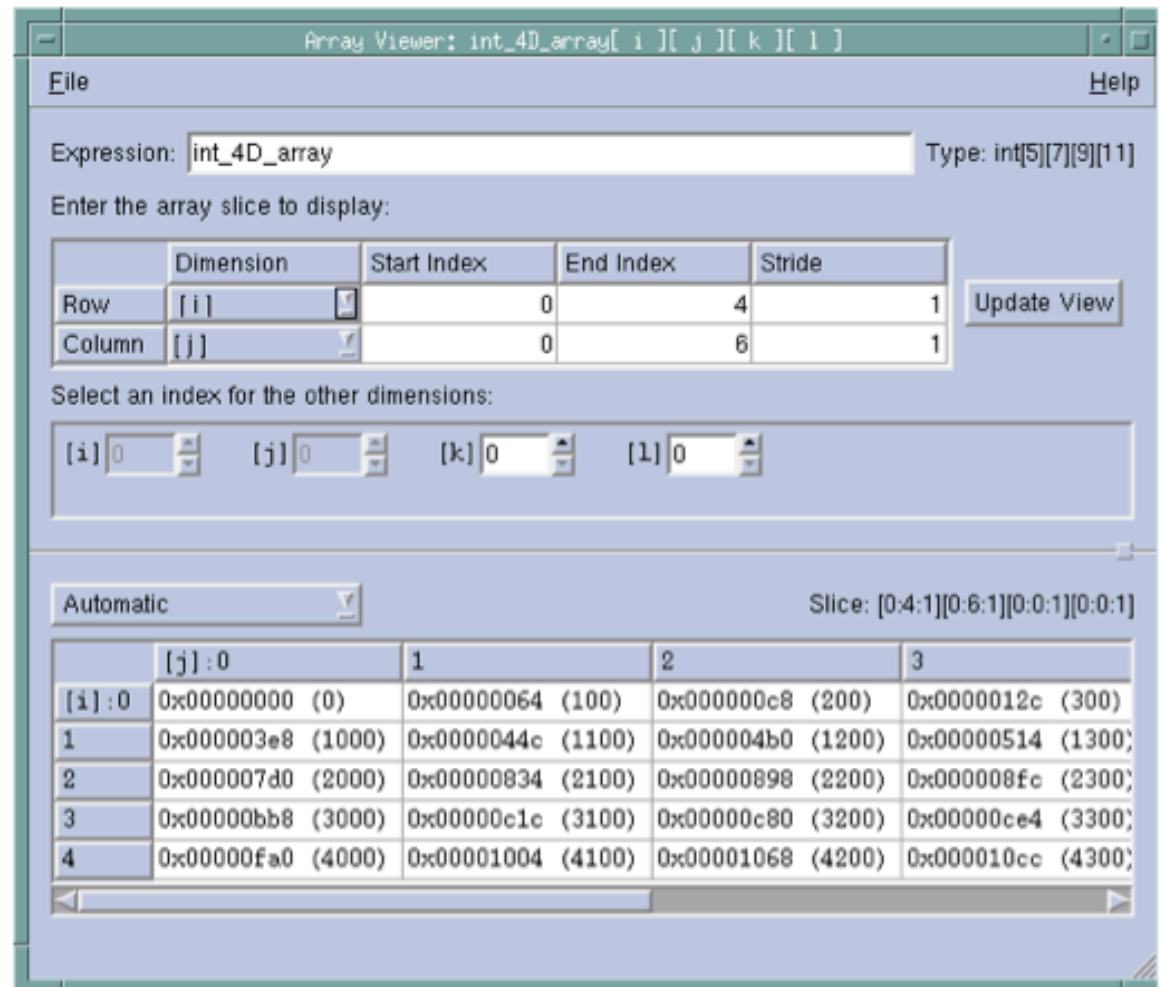 Array Viewer: int_4D_array[ i ][ j ][ k ][ l ]
File Help
Expression: int_4D_array Type: int[5][7][9][11]
Enter the array slice to display:
Dimension Start Index End Index Stride
Row [i] 0 4 1 Update View
Column [j] 0 6 1
Select an index for the other dimensions:
[i] 0 [j] 0 [k] 0 [l] 0
Automatic Slice: [0:4:1][0:6:1][0:0:1][0:0:1]
[j]:0 1 2 3
[i]:0 0x00000000 (0) 0x00000064 (100) 0x000000c8 (200) 0x0000012c (300)
1 0x000003e8 (1000) 0x0000044c (1100) 0x000004b0 (1200) 0x00000514 (1300)
2 0x000007d0 (2000) 0x00000834 (2100) 0x00000898 (2200) 0x000008fc (2300)
3 0x00000bb8 (3000) 0x00000c1c (3100) 0x00000c80 (3200) 0x00000ce4 (3300)
4 0x00000fa0 (4000) 0x00001004 (4100) 0x00001068 (4200) 0x000010cc (4300)